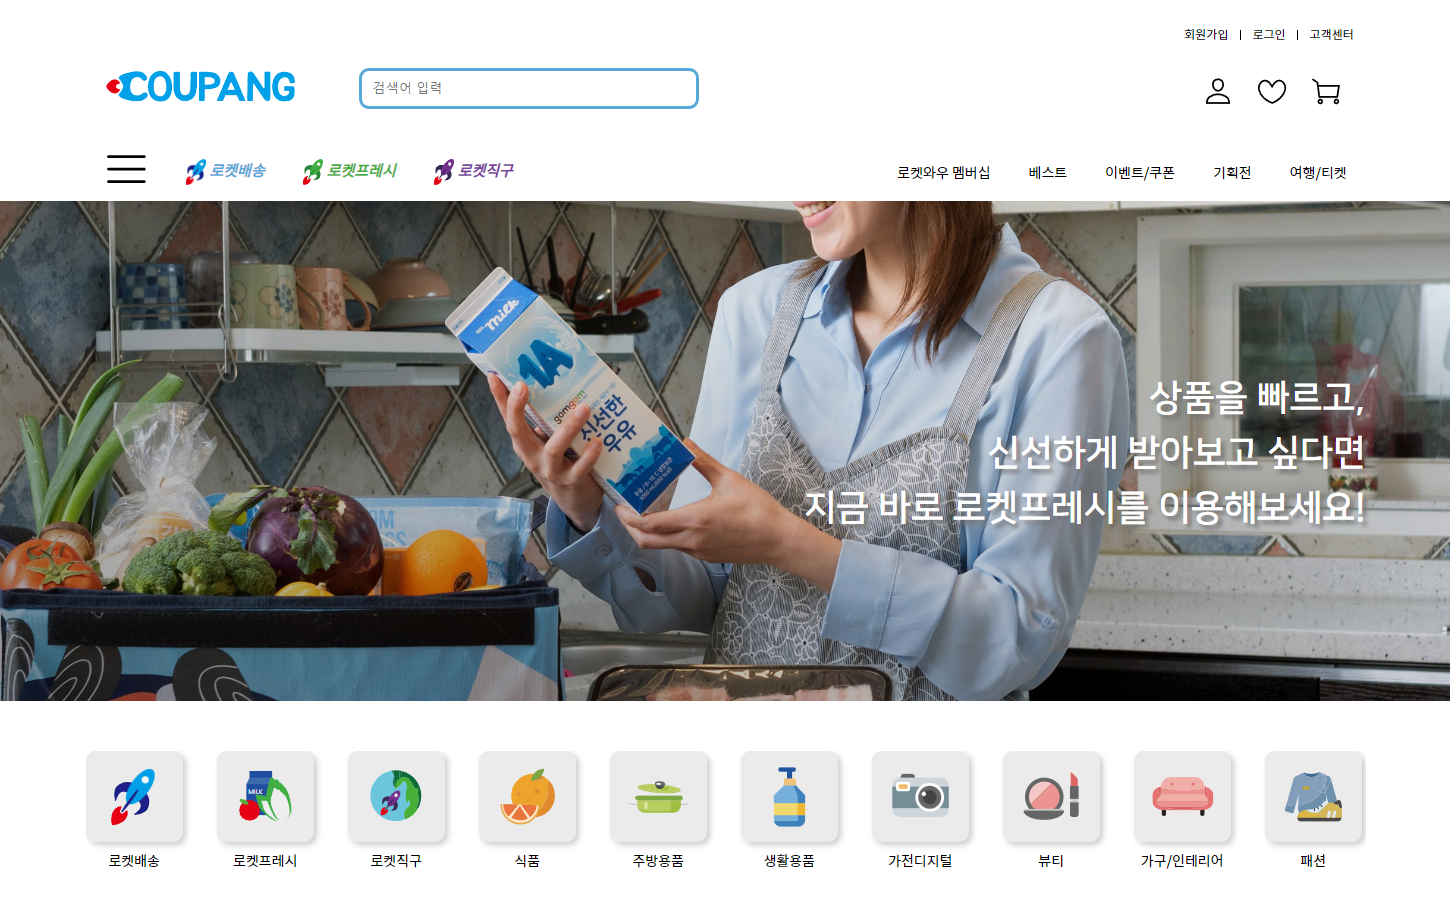 회원가입 | 로그인 | 고객센터
COUPANG
검색어 입력
로켓배송 로켓프레시 로켓직구
로켓와우 멤버십 베스트 이벤트/쿠폰 기획전 여행/티켓
milk
1A
gamgam
신선한
우유
상품을 빠르고,
신선하게 받아보고 싶다면
지금 바로 로켓프레시를 이용해보세요!
MILK
로켓배송 로켓프레시 로켓직구 식품 주방용품 생활용품 가전디지털 뷰티 가구/인테리어 패션